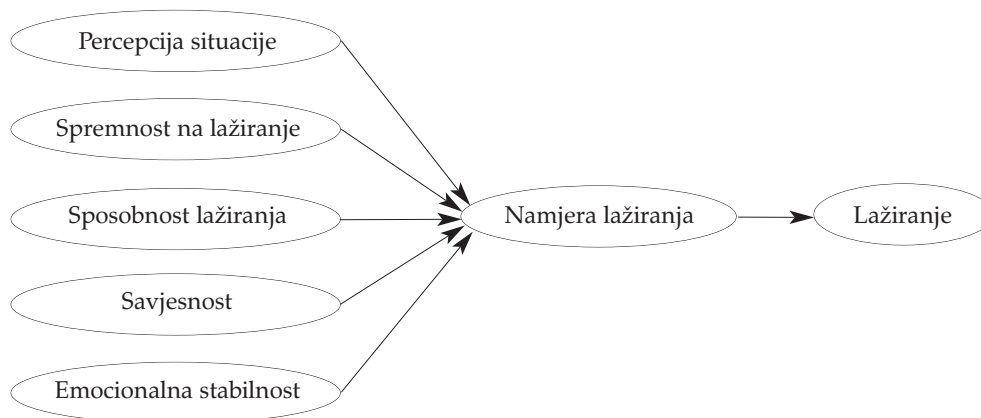 Percepcija situacije
Spremnost na lažiranje
Sposobnost lažiranja
Savjesnost
Emocionalna stabilnost
Namjera lažiranja
Lažiranje